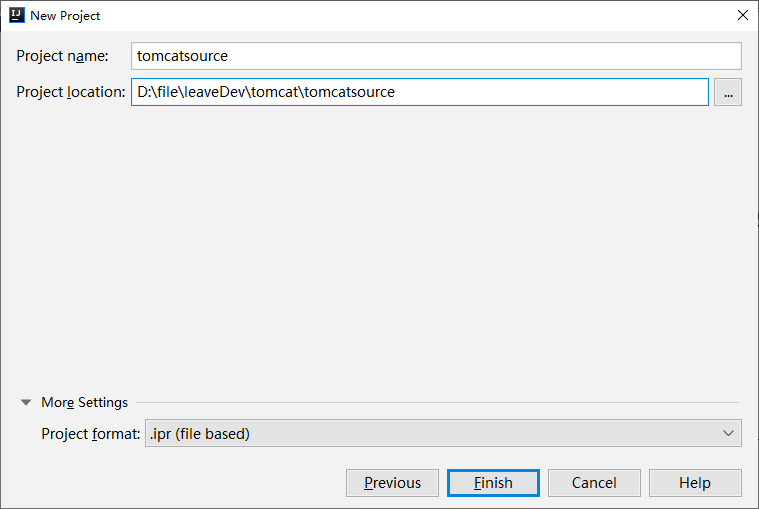 New Project
Project name: tomcatsource
Project location: D:\file\leaveDev\tomcat\tomcatsource ...
More Settings
Project format: .ipr (file based)
Previous Finish Cancel Help